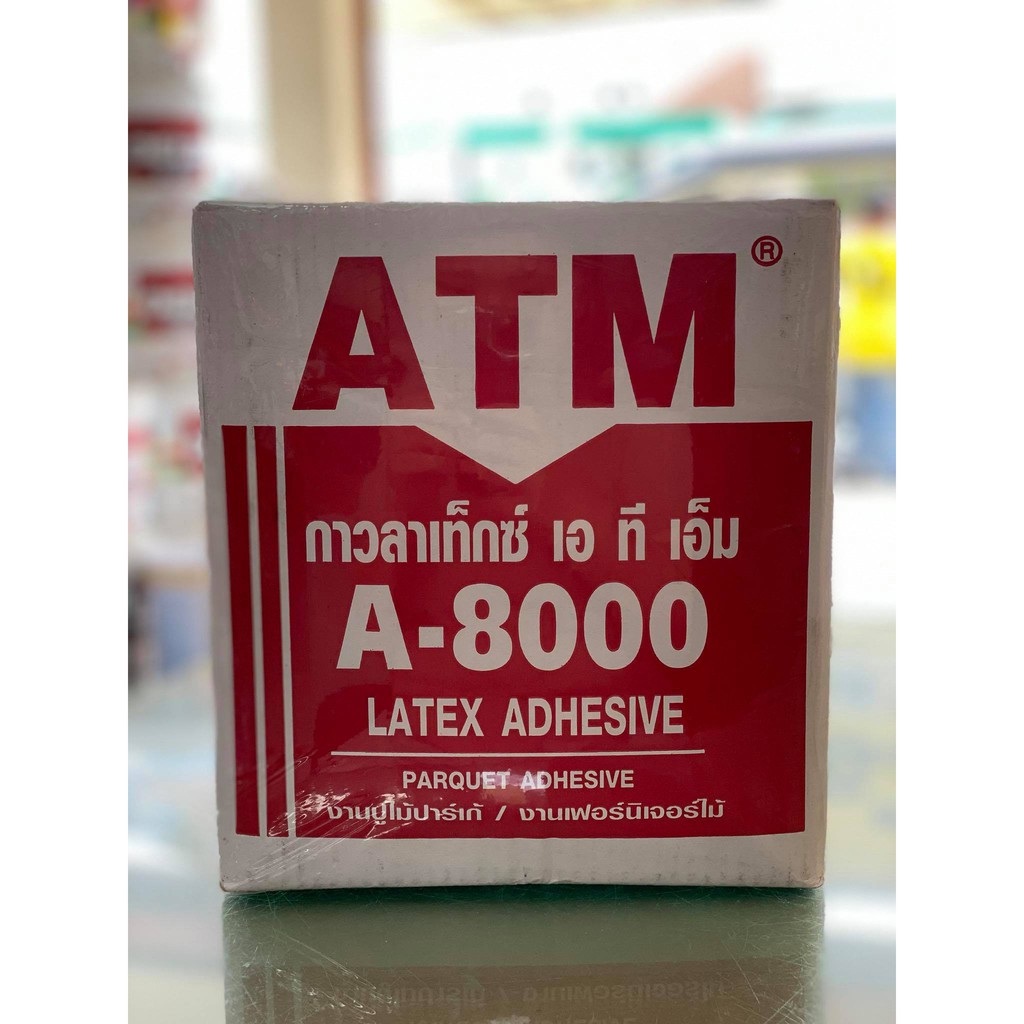 ATM ®
กาวลาเท็กซ์ เอ ที เอ็ม
A-8000
LATEX ADHESIVE
PARQUET ADHESIVE
งานปูไม้ปาร์เก้ / งานเฟอร์นิเจอร์ไม้